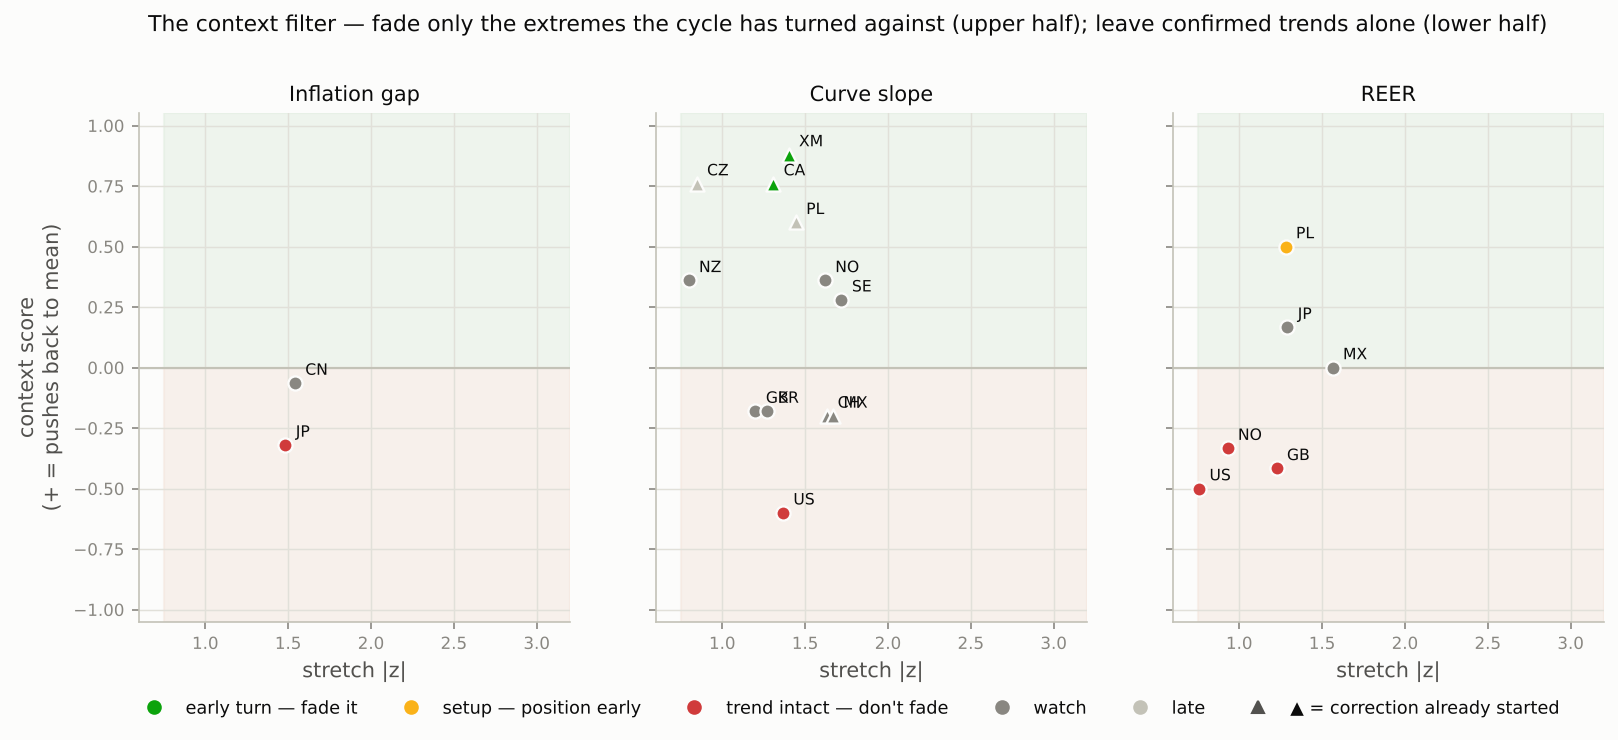 The context filter — fade only the extremes the cycle has turned against (upper half); leave confirmed trends alone (lower half)
Inflation gap
Curve slope
REER
context score
(+ = pushes back to mean)
1.00
0.75
0.50
0.25
0.00
−0.25
−0.50
−0.75
−1.00
CN
JP
XM
CZ
CA
PL
NZ
NO
SE
GB
KR
CH
MX
US
PL
JP
MX
NO
GB
US
1.0 1.5 2.0 2.5 3.0
1.0 1.5 2.0 2.5 3.0
1.0 1.5 2.0 2.5 3.0
stretch |z|
stretch |z|
stretch |z|
early turn — fade it
setup — position early
trend intact — don't fade
watch
late
▲ = correction already started